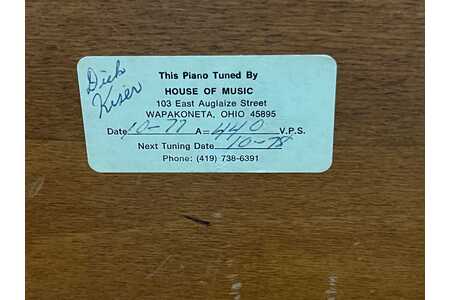 Dick
Kiser
This Piano Tuned By
HOUSE OF MUSIC
103 East Auglaize Street
WAPAKONETA, OHIO 45895
Date 10-77 A= 440 V.P.S.
Next Tuning Date 10-78
Phone: (419) 738-6391